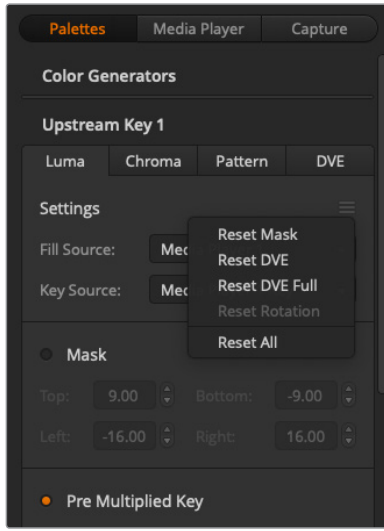 Palettes Media Player Capture
Color Generators
Upstream Key 1
Luma Chroma Pattern DVE
Settings
Reset Mask
Fill Source: Med
Reset DVE
Reset DVE Full
Key Source: Med
Reset Rotation
Reset All
Mask
Top: 9.00 Bottom: -9.00
Left: -16.00 Right: 16.00
Pre Multiplied Key